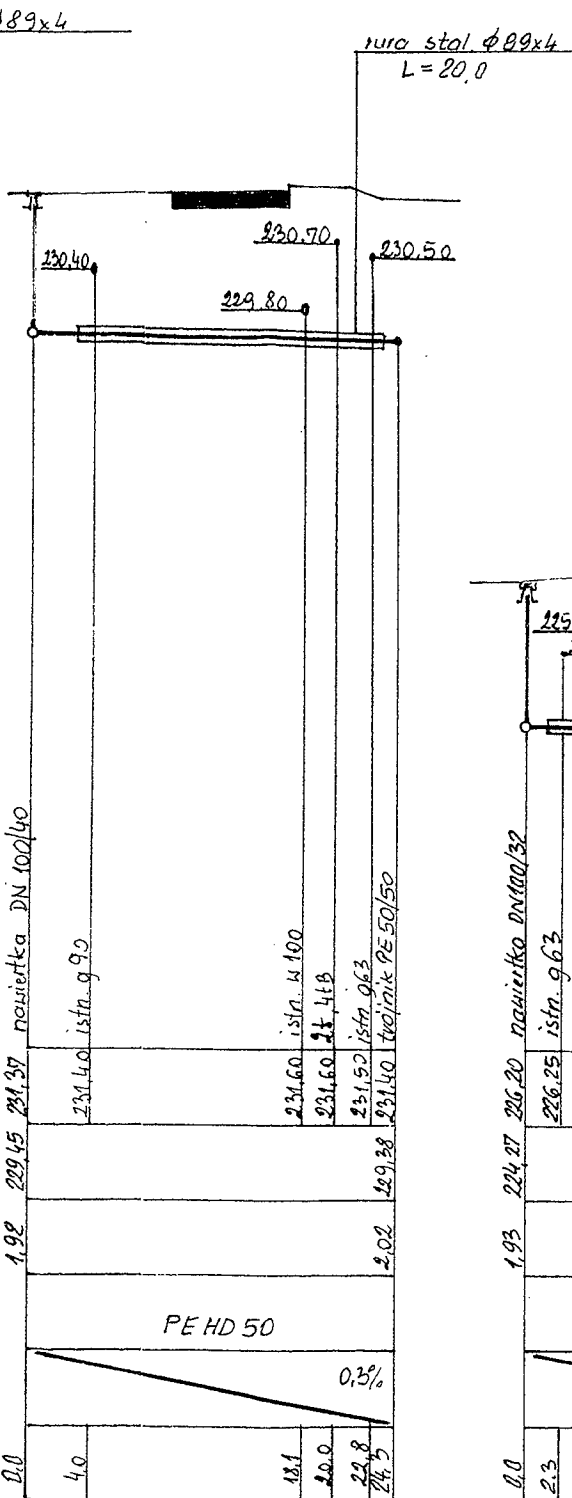 ϕ89x4
rura stal ϕ89x4
L=20,0
230,40
229,80
230,70
230,50
225
nawiertka DN 100/40
istn. g 90
istn. w 100
istn. g63
trójnik PE 50/50
nawiertka DN100/32
istn. g63
231,37
231,40
231,60
231,60
231,50
231,40
226,20
226,25
229,45
229,38
224,27
1,92
2,02
1,93
PE HD 50
0,3%
0,0
4,0
18,1
20,0
22,8
24,5
0,0
2,3